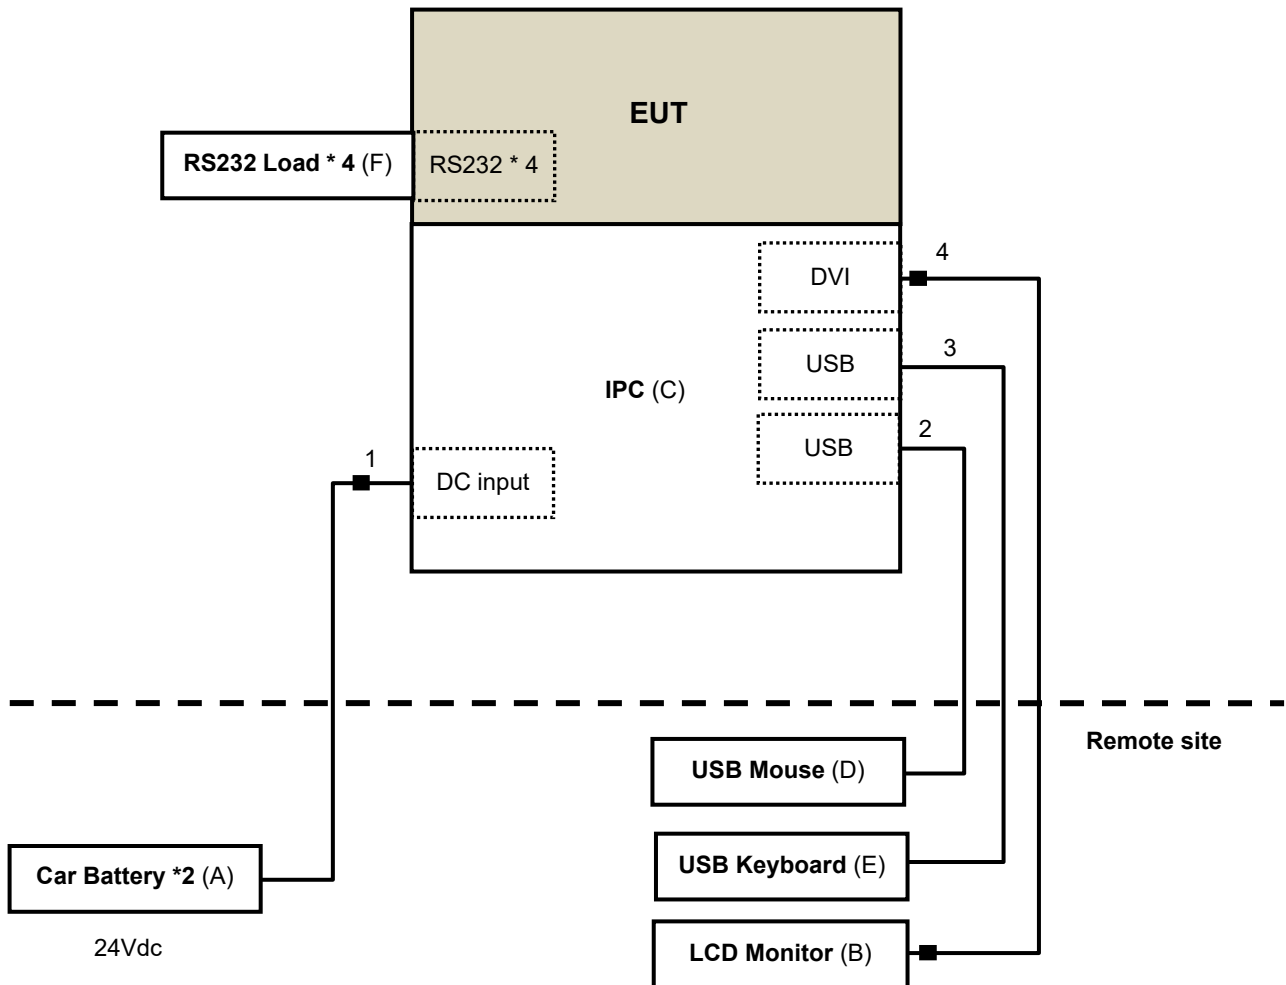 EUT
RS232 Load * 4 (F)
RS232 * 4
4
DVI
3
USB
IPC (C)
2
USB
1
DC input
Remote site
USB Mouse (D)
USB Keyboard (E)
Car Battery *2 (A)
24Vdc
LCD Monitor (B)